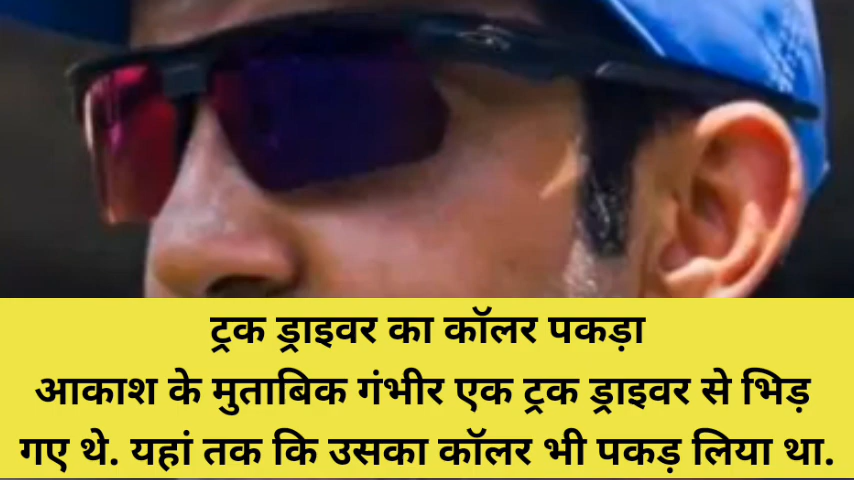 ट्रक ड्राइवर का कॉलर पकड़ा
आकाश के मुताबिक गंभीर एक ट्रक ड्राइवर से भिड़
गए थे. यहां तक कि उसका कॉलर भी पकड़ लिया था.